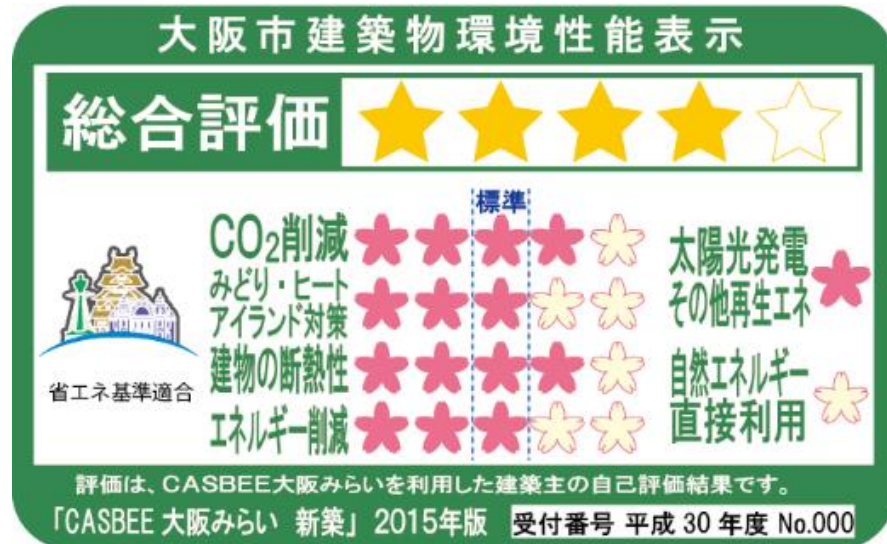 大阪市建築物環境性能表示
総合評価
標準
CO₂削減
みどり・ヒート
アイランド対策
建物の断熱性
エネルギー削減
太陽光発電
その他再生エネ
自然エネルギー
直接利用
省エネ基準適合
評価は、CASBEE大阪みらいを利用した建築主の自己評価結果です。
「CASBEE 大阪みらい 新築」 2015年版 受付番号 平成 30 年度 No.000